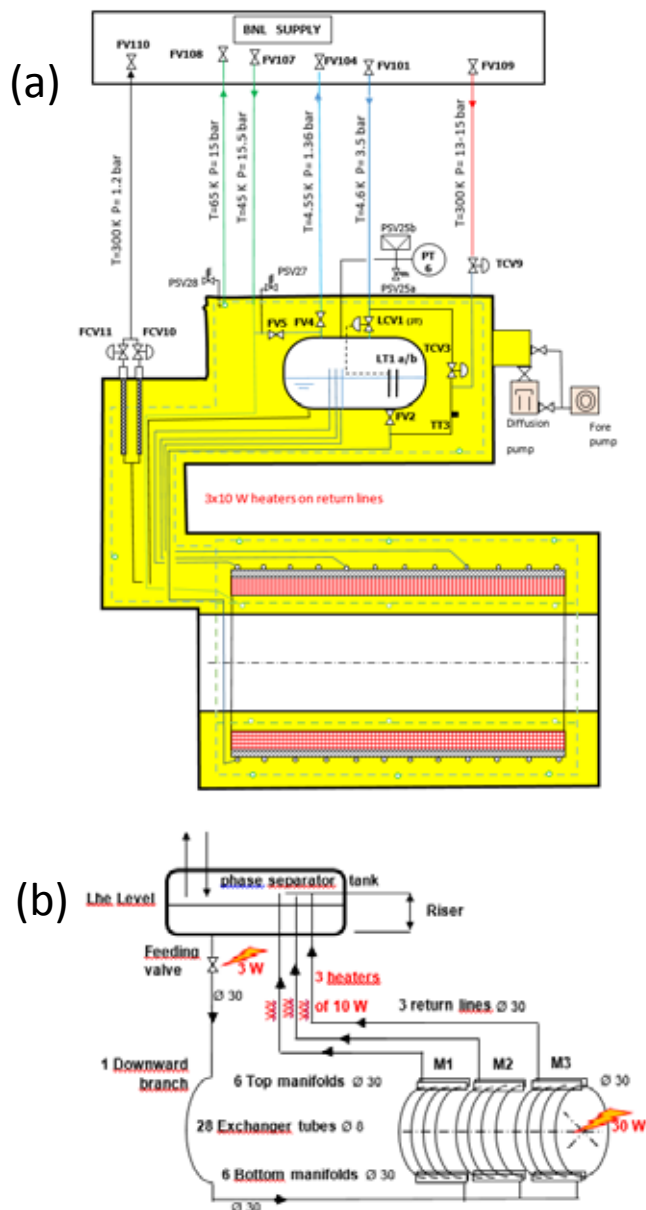 (a)
BNL SUPPLY
FV110
FV108
FV107
FV104
FV101
FV109
T=300 K P= 1.2 bar
T=65 K P= 15 bar
T=45 K P= 15.5 bar
T=4.55 K P= 1.36 bar
T=4.6 K P= 3.5 bar
T=300 K P= 13- 15 bar
PSV25b
PT
6
TCV9
PSV28
PSV27
PSV25a
FCV11
FCV10
FV5
FV4
LCV1 (JT)
TCV3
LT1 a/b
FV2
TT3
Diffusion
pump
Fore
pump
3x10 W heaters on return lines
(b)
phase separator tank
Lhe Level
Riser
Feeding
valve
3 W
Ø 30
3 heaters
of 10 W
3 return lines Ø 30
1 Downward
branch
6 Top manifolds Ø 30
M1
M2
M3
Ø 30
28 Exchanger tubes Ø 8
30 W
6 Bottom manifolds Ø 30
Ø 30